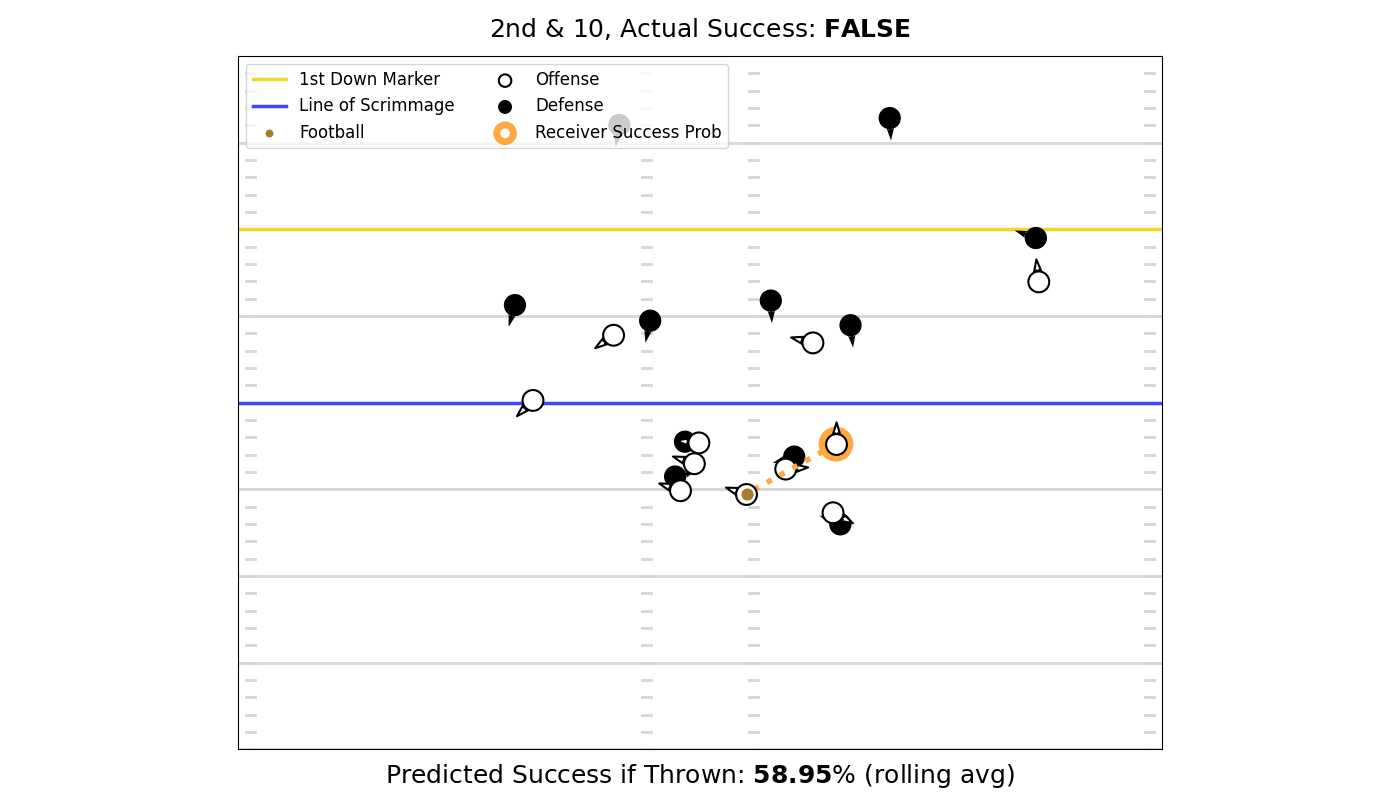 2nd & 10, Actual Success: FALSE
1st Down Marker
Line of Scrimmage
Football
Offense
Defense
Receiver Success Prob
Predicted Success if Thrown: 58.95% (rolling avg)